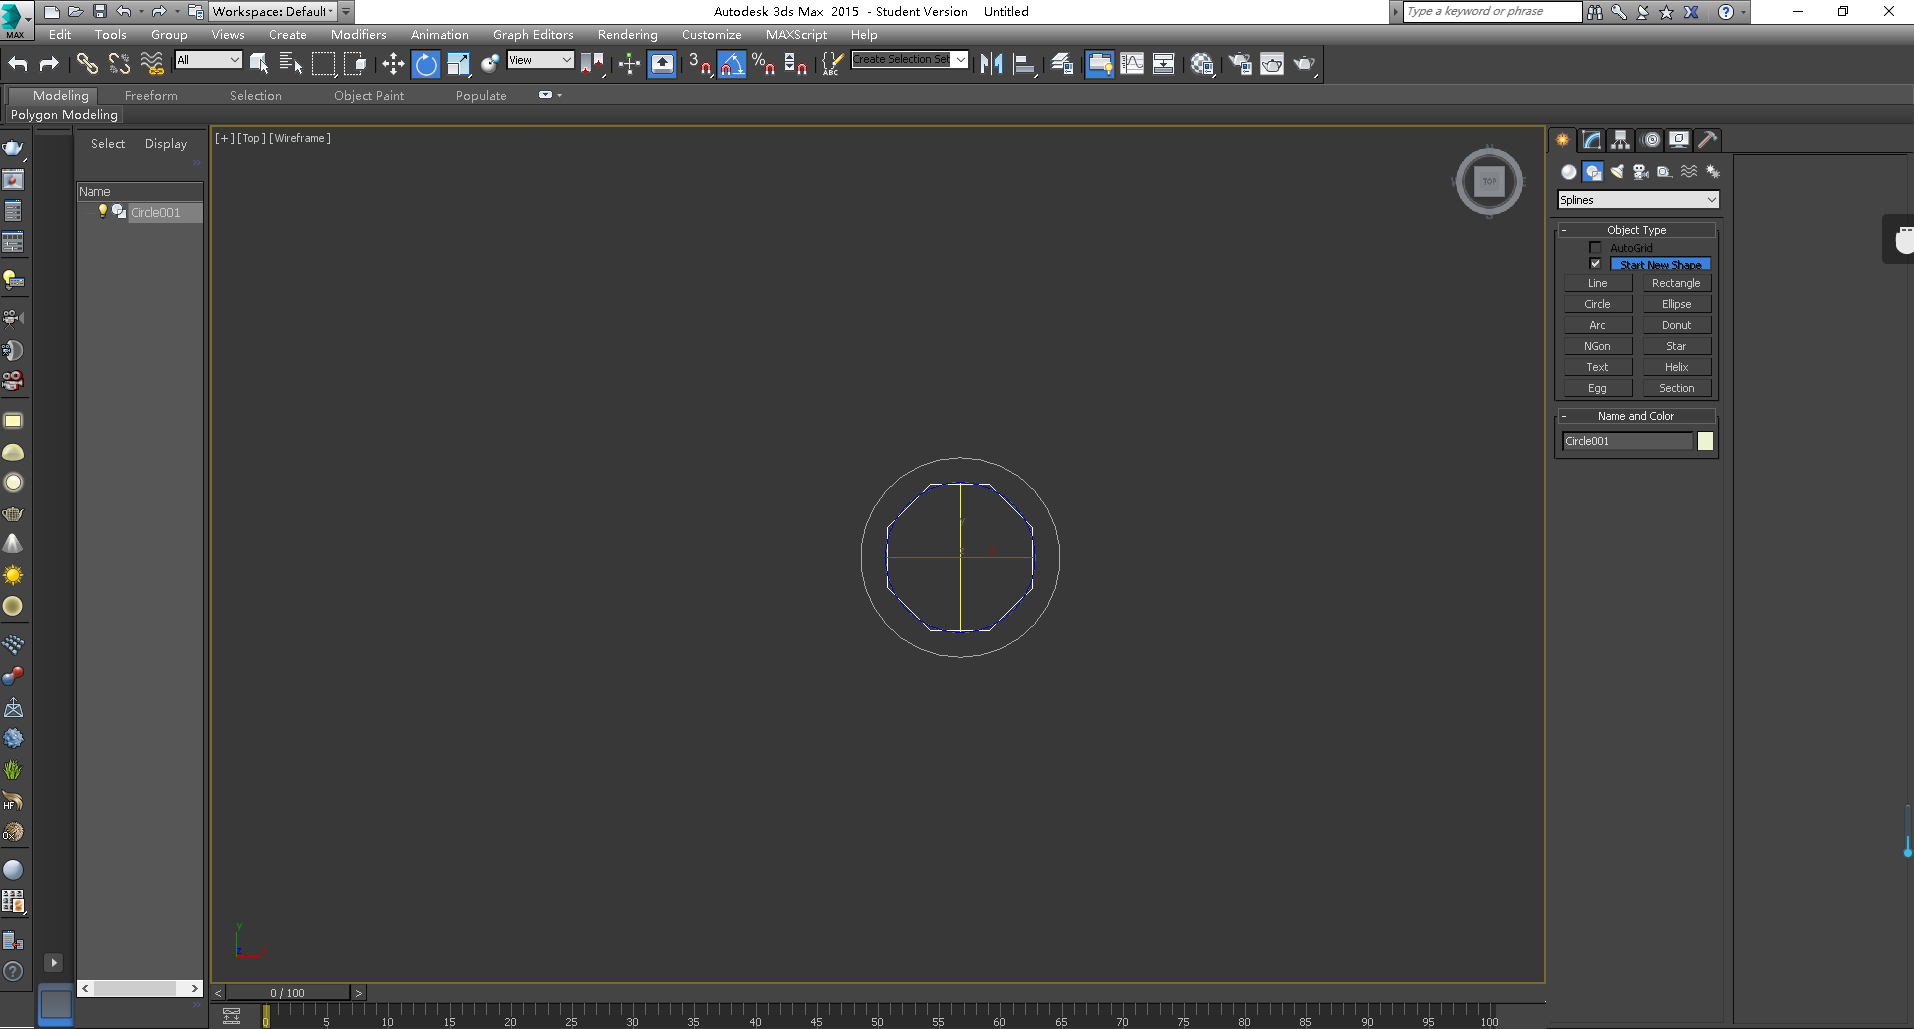 Workspace: Default
Autodesk 3ds Max 2015 - Student Version Untitled
Type a keyword or phrase
MAX
Edit Tools Group Views Create Modifiers Animation Graph Editors Rendering Customize MAXScript Help
All
View
3
%
ABC
Create Selection Set
Modeling Freeform Selection Object Paint Populate
Polygon Modeling
Select Display
Name
Circle001
[+][Top][Wireframe]
TOP
Splines
- Object Type
AutoGrid
Start New Shape
Line Rectangle
Circle Ellipse
Arc Donut
NGon Star
Text Helix
Egg Section
- Name and Color
Circle001
HF
y
z
< 0 / 100 >
0 5 10 15 20 25 30 35 40 45 50 55 60 65 70 75 80 85 90 95 100